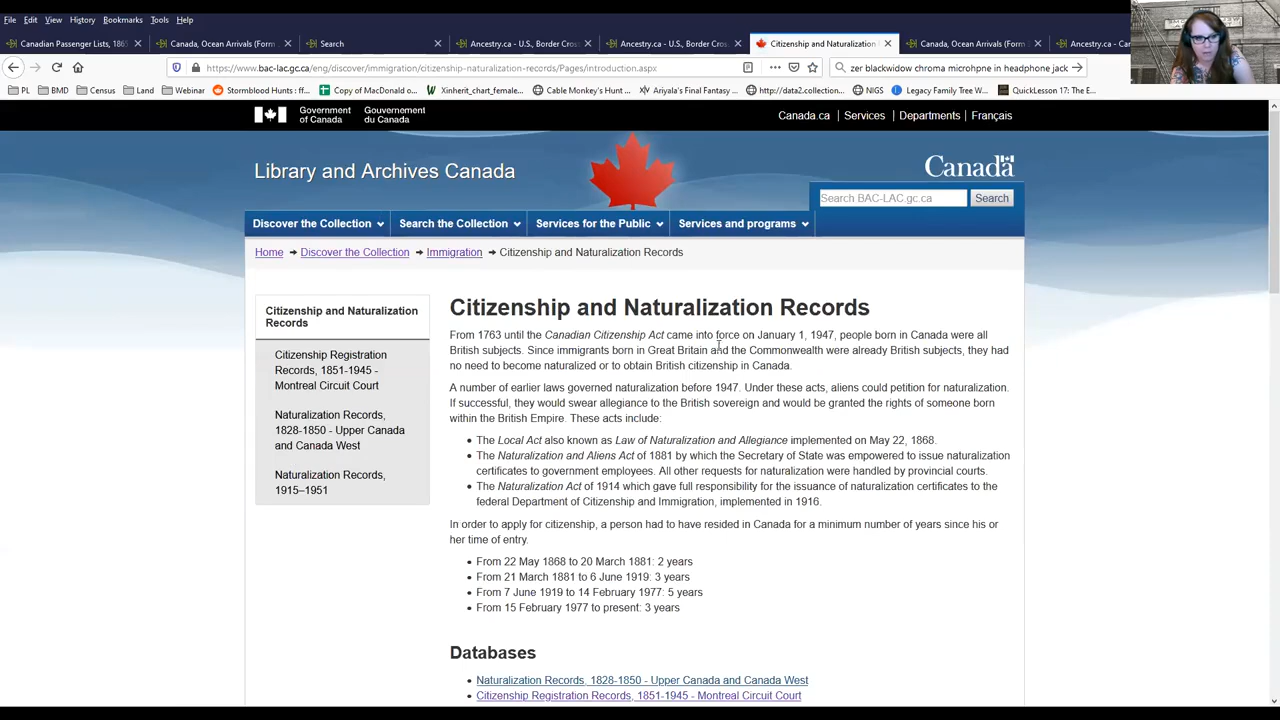 File Edit View History Bookmarks Tools Help
Canadian Passenger Lists, 186 Canada, Ocean Arrivals (Form Search Ancestry.ca - U.S., Border Cros Ancestry.ca - U.S., Border Cros Citizenship and Naturalization Canada, Ocean Arrivals (Form Ancestry.ca - Ca
https://www.bac-lac.gc.ca/eng/discover/immigration/citizenship-naturalization-records/Pages/introduction.aspx zer blackwidow chroma microhpne in headphone jack
PL BMD Census Land Webinar Stormblood Hunts : ff... Copy of MacDonald o... Xinherit_chart_female... Cable Monkey's Hunt ... Ariyala's Final Fantasy ... http://data2.collection... NIGS Legacy Family Tree W... QuickLesson 17: The E...
Government of Canada Gouvernement du Canada Canada.ca | Services | Departments | Français
Library and Archives Canada
Canada
Search BAC-LAC.gc.ca Search
Discover the Collection Search the Collection Services for the Public Services and programs
Home → Discover the Collection → Immigration → Citizenship and Naturalization Records
Citizenship and Naturalization
Records
Citizenship Registration
Records, 1851-1945 -
Montreal Circuit Court
Naturalization Records,
1828-1850 - Upper Canada
and Canada West
Naturalization Records,
1915–1951
Citizenship and Naturalization Records
From 1763 until the Canadian Citizenship Act came into force on January 1, 1947, people born in Canada were all
British subjects. Since immigrants born in Great Britain and the Commonwealth were already British subjects, they had
no need to become naturalized or to obtain British citizenship in Canada.
A number of earlier laws governed naturalization before 1947. Under these acts, aliens could petition for naturalization.
If successful, they would swear allegiance to the British sovereign and would be granted the rights of someone born
within the British Empire. These acts include:
• The Local Act also known as Law of Naturalization and Allegiance implemented on May 22, 1868.
• The Naturalization and Aliens Act of 1881 by which the Secretary of State was empowered to issue naturalization
certificates to government employees. All other requests for naturalization were handled by provincial courts.
• The Naturalization Act of 1914 which gave full responsibility for the issuance of naturalization certificates to the
federal Department of Citizenship and Immigration, implemented in 1916.
In order to apply for citizenship, a person had to have resided in Canada for a minimum number of years since his or
her time of entry.
• From 22 May 1868 to 20 March 1881: 2 years
• From 21 March 1881 to 6 June 1919: 3 years
• From 7 June 1919 to 14 February 1977: 5 years
• From 15 February 1977 to present: 3 years
Databases
• Naturalization Records, 1828-1850 - Upper Canada and Canada West
• Citizenship Registration Records, 1851-1945 - Montreal Circuit Court